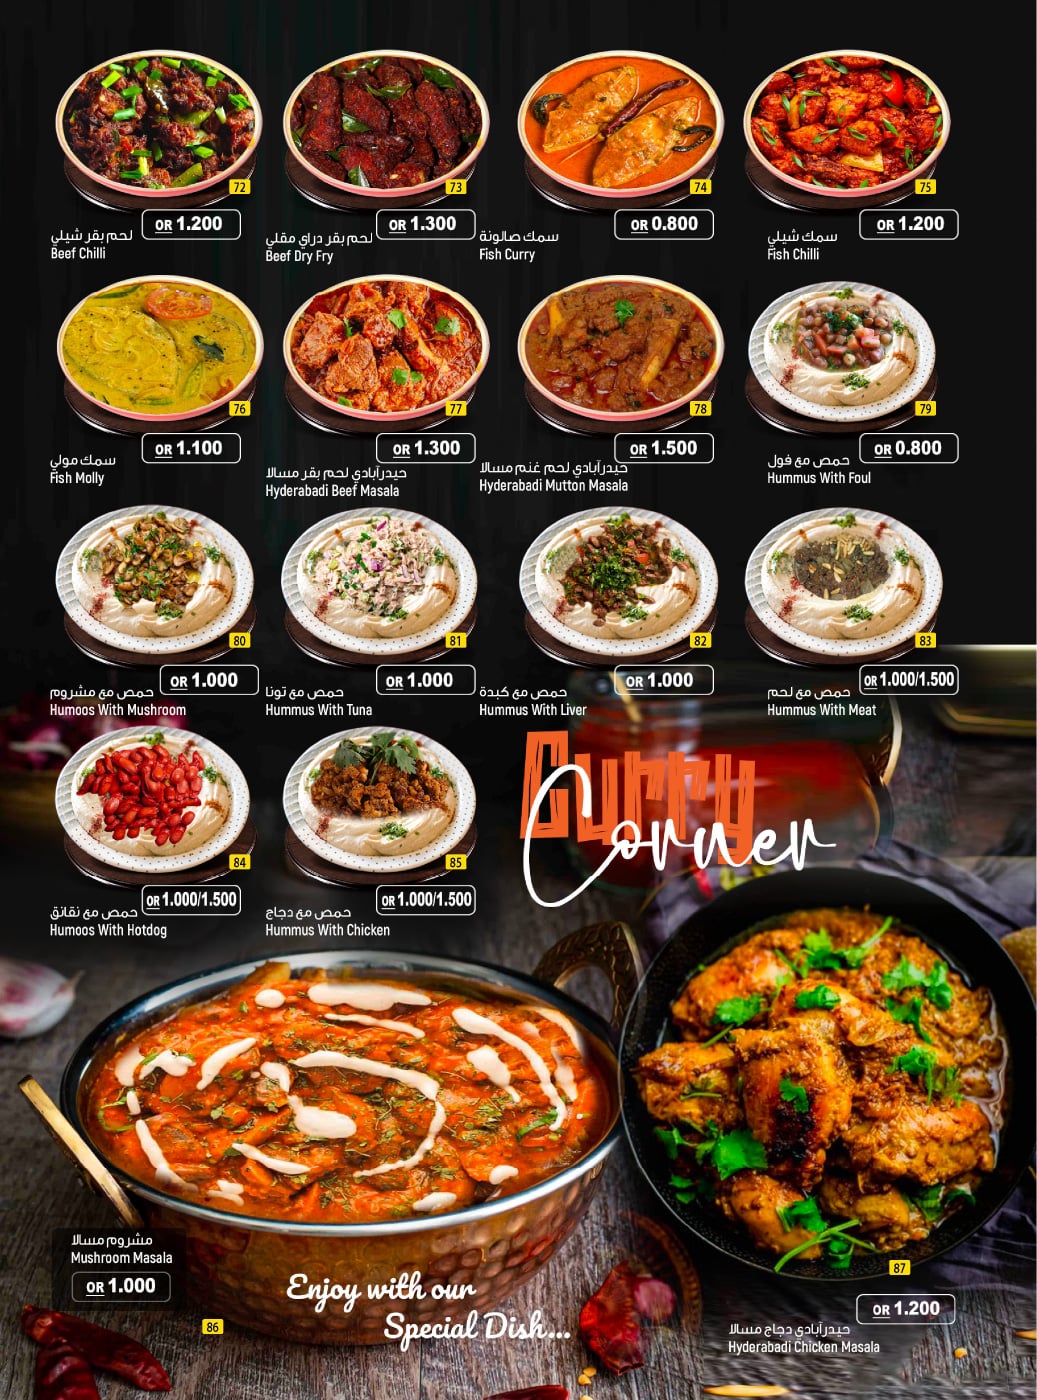 72
OR 1.200
لحم بقر شيلي
Beef Chilli
73
OR 1.300
لحم بقر دراي مقلي
Beef Dry Fry
74
OR 0.800
سمك صالونة
Fish Curry
75
OR 1.200
سمك شيلي
Fish Chilli
76
OR 1.100
سمك مولي
Fish Molly
77
OR 1.300
حيدرآبادي لحم بقر مسالا
Hyderabadi Beef Masala
78
OR 1.500
حيدرآبادي لحم غنم مسالا
Hyderabadi Mutton Masala
79
OR 0.800
حمص مع فول
Hummus With Foul
80
OR 1.000
حمص مع مشروم
Humoos With Mushroom
81
OR 1.000
حمص مع تونا
Hummus With Tuna
82
OR 1.000
حمص مع كبدة
Hummus With Liver
83
OR 1.000/1.500
حمص مع لحم
Hummus With Meat
84
OR 1.000/1.500
حمص مع نقانق
Humoos With Hotdog
85
OR 1.000/1.500
حمص مع دجاج
Hummus With Chicken
Curry
Corner
مشروم مسالا
Mushroom Masala
OR 1.000
86
Enjoy with our
Special Dish...
87
OR 1.200
حيدرآبادي دجاج مسالا
Hyderabadi Chicken Masala